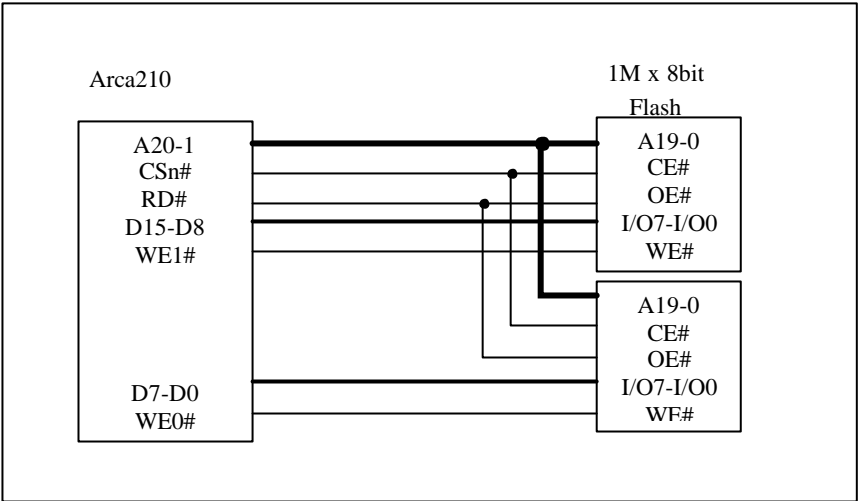 Arca210
1M x 8bit
Flash
A20-1
CSn#
RD#
D15-D8
WE1#
D7-D0
WE0#
A19-0
CE#
OE#
I/O7-I/O0
WE#
A19-0
CE#
OE#
I/O7-I/O0
WE#